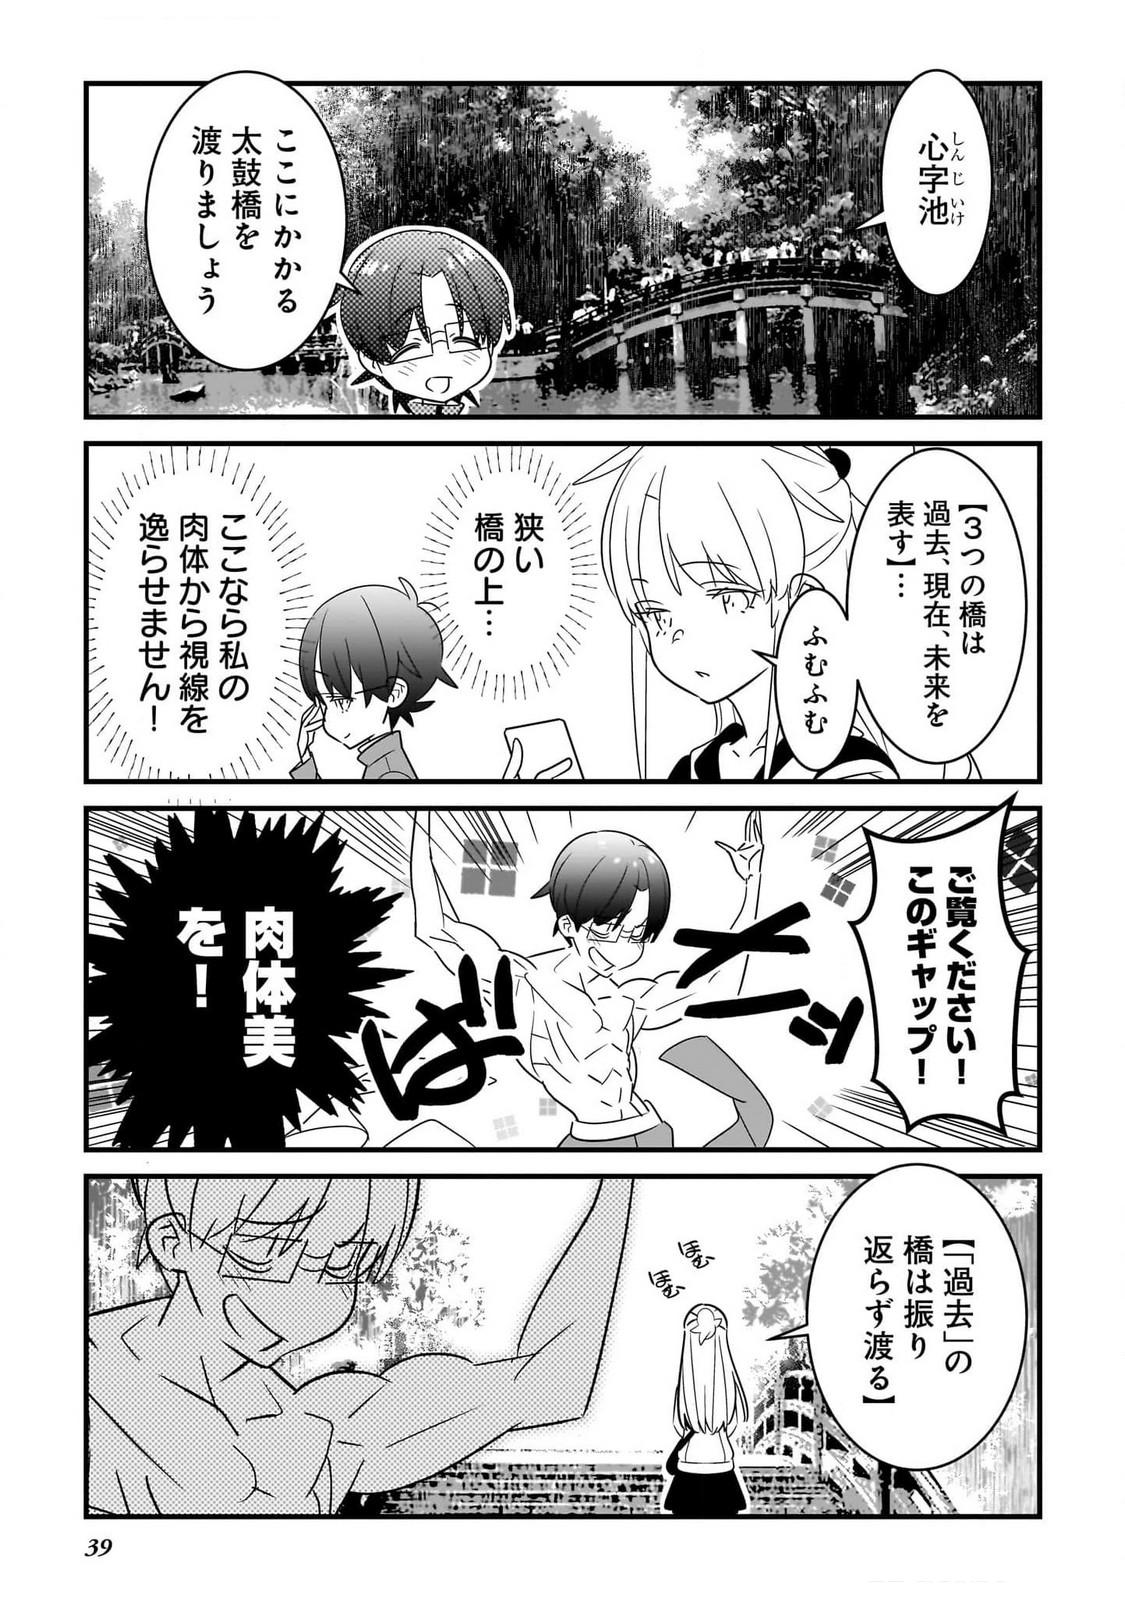 心字池
しんじいけ
ここにかかる
太鼓橋を
渡りましょう
【3つの橋は
過去、現在、未来を
表す】…
ふむふむ
狭い
橋の上…
ここなら私の
肉体から視線を
逸らせません！
ご覧ください！
このギャップ！
バッ
ばっ
肉体美
を！
【「過去」の
橋は振り
返らず渡る】
ほむ
ほむ
39